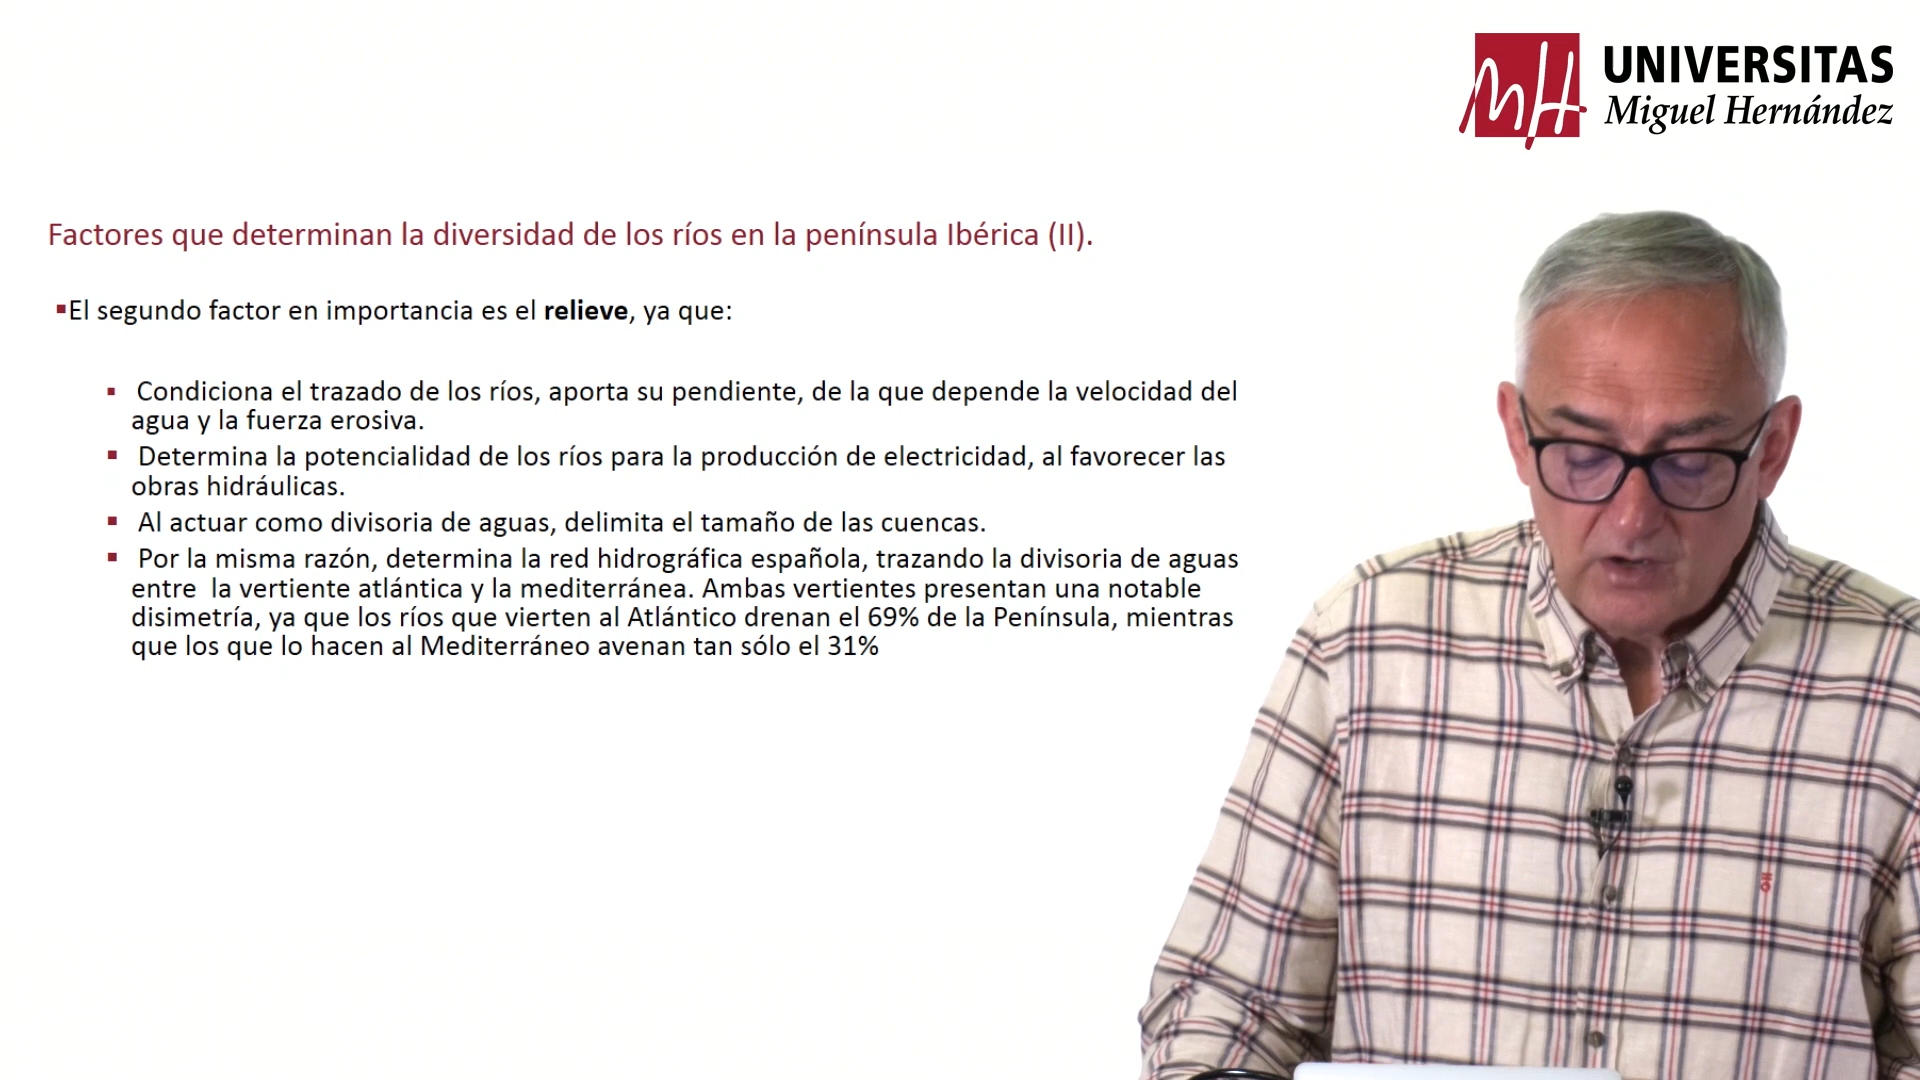 UNIVERSITAS
Miguel Hernández
Factores que determinan la diversidad de los ríos en la península Ibérica (II).
▪El segundo factor en importancia es el relieve, ya que:
▪ Condiciona el trazado de los ríos, aporta su pendiente, de la que depende la velocidad del
agua y la fuerza erosiva.
▪ Determina la potencialidad de los ríos para la producción de electricidad, al favorecer las
obras hidráulicas.
▪ Al actuar como divisoria de aguas, delimita el tamaño de las cuencas.
▪ Por la misma razón, determina la red hidrográfica española, trazando la divisoria de aguas
entre la vertiente atlántica y la mediterránea. Ambas vertientes presentan una notable
disimetría, ya que los ríos que vierten al Atlántico drenan el 69% de la Península, mientras
que los que lo hacen al Mediterráneo avenan tan sólo el 31%